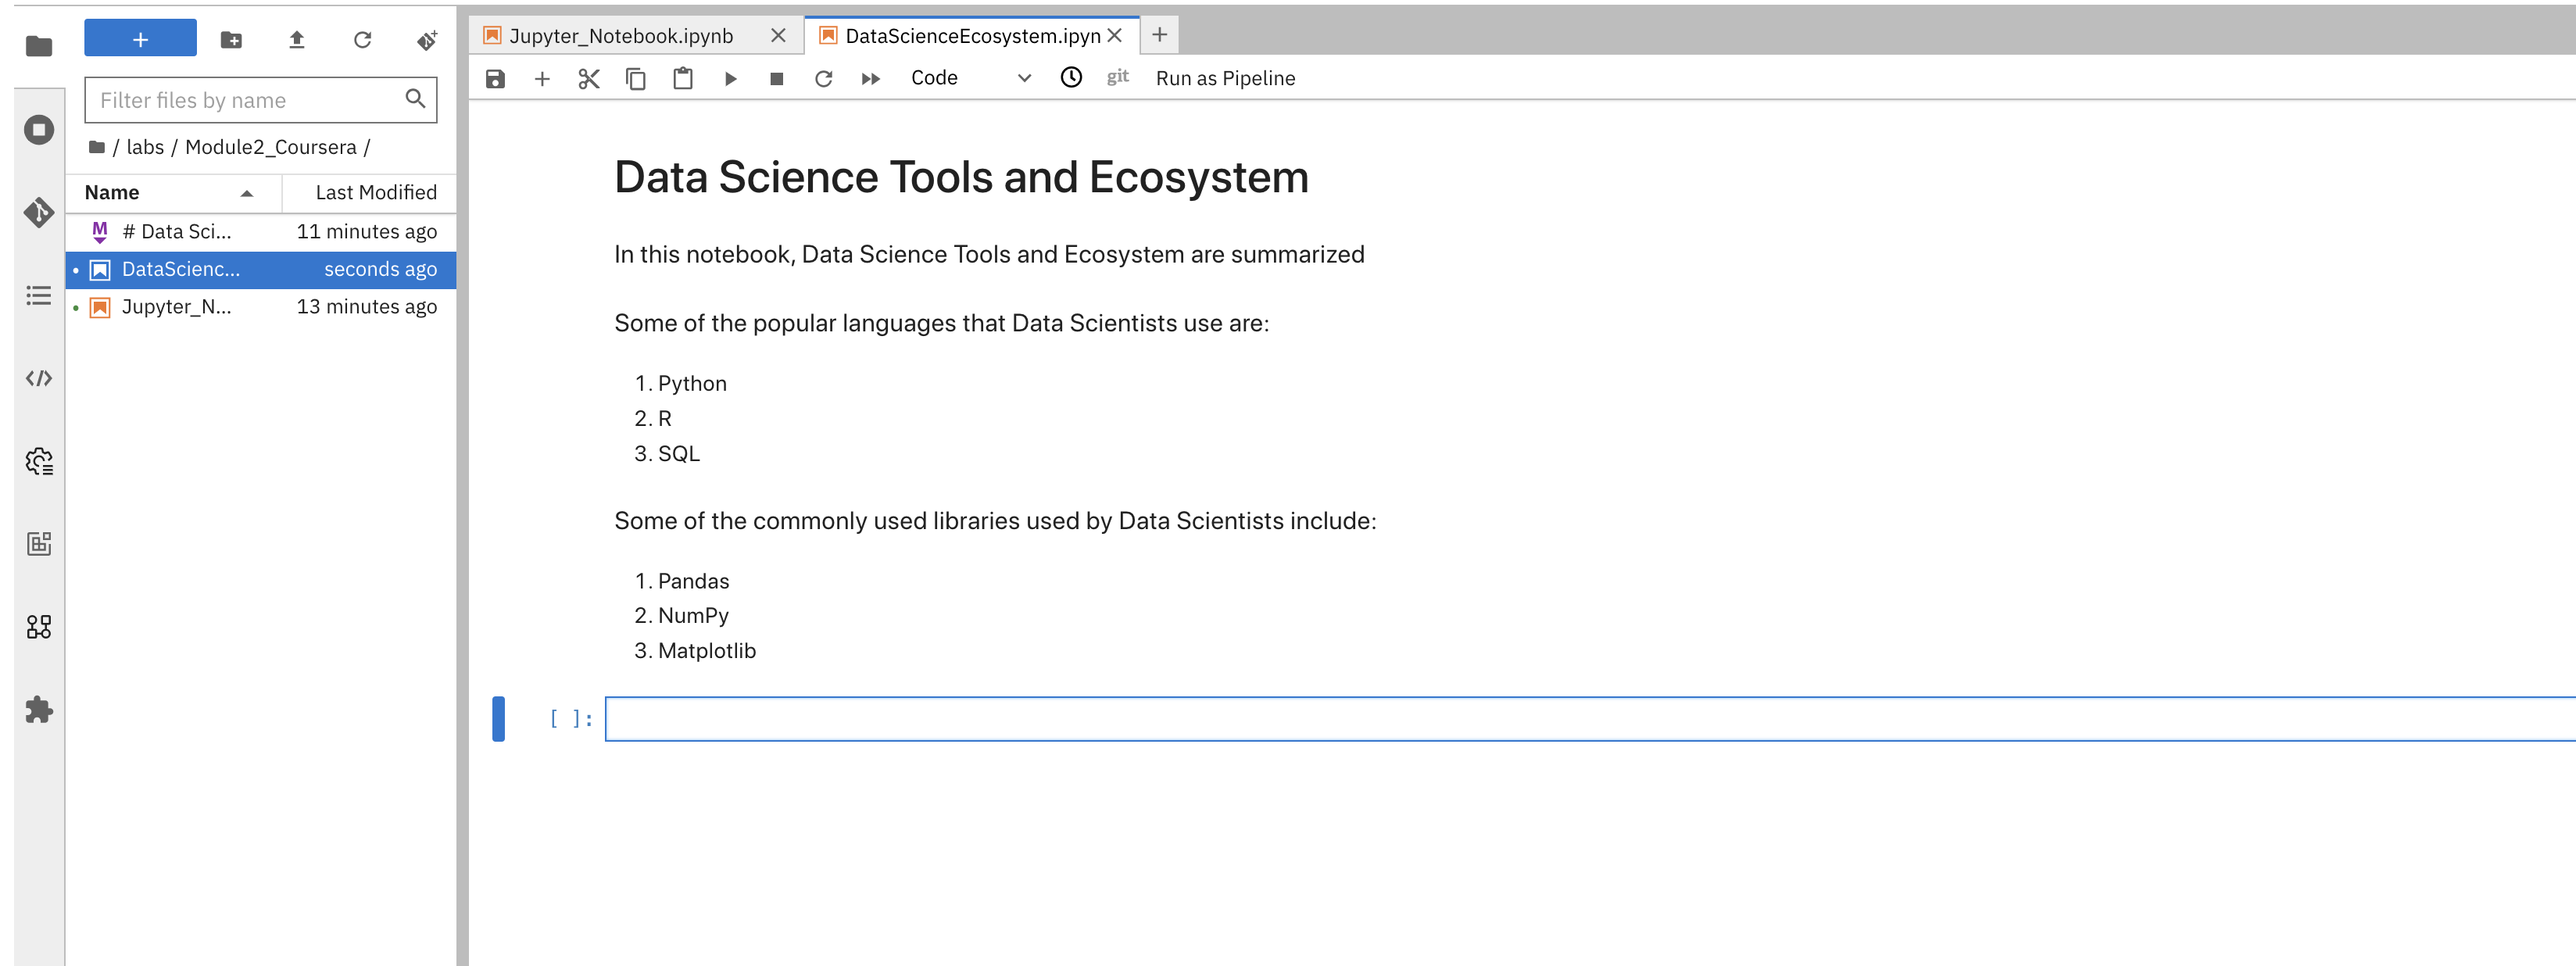 Jupyter_Notebook.ipynb
DataScienceEcosystem.ipyn
Filter files by name
Code
git
Run as Pipeline
/ labs / Module2_Coursera /
Name
Last Modified
M # Data Sci... 11 minutes ago
DataScienc... seconds ago
Jupyter_N... 13 minutes ago
Data Science Tools and Ecosystem
In this notebook, Data Science Tools and Ecosystem are summarized
Some of the popular languages that Data Scientists use are:
1. Python
2. R
3. SQL
Some of the commonly used libraries used by Data Scientists include:
1. Pandas
2. NumPy
3. Matplotlib
[ ]: